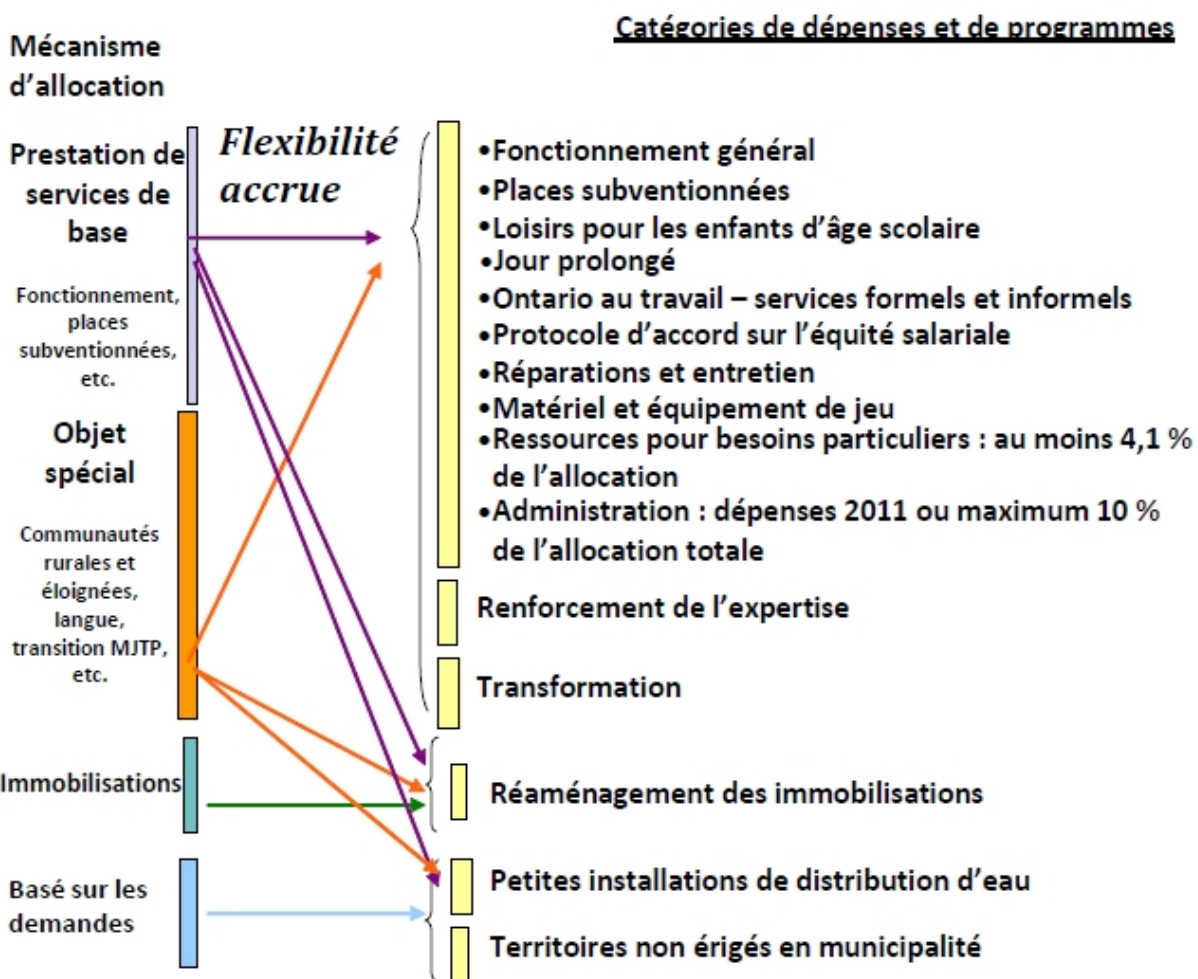 Catégories de dépenses et de programmes
Mécanisme
d'allocation
Prestation de
services de
base
Fonctionnement,
places
subventionnées,
etc.
Objet
spécial
Communautés
rurales et
éloignées,
langue,
transition MJTP,
etc.
Immobilisations
Basé sur les
demandes
Flexibilité
accrue
•Fonctionnement général
•Places subventionnées
•Loisirs pour les enfants d'âge scolaire
•Jour prolongé
•Ontario au travail – services formels et informels
•Protocole d'accord sur l'équité salariale
•Réparations et entretien
•Matériel et équipement de jeu
•Ressources pour besoins particuliers : au moins 4,1 %
de l'allocation
•Administration : dépenses 2011 ou maximum 10 %
de l'allocation totale
Renforcement de l'expertise
Transformation
Réaménagement des immobilisations
Petites installations de distribution d'eau
Territoires non érigés en municipalité